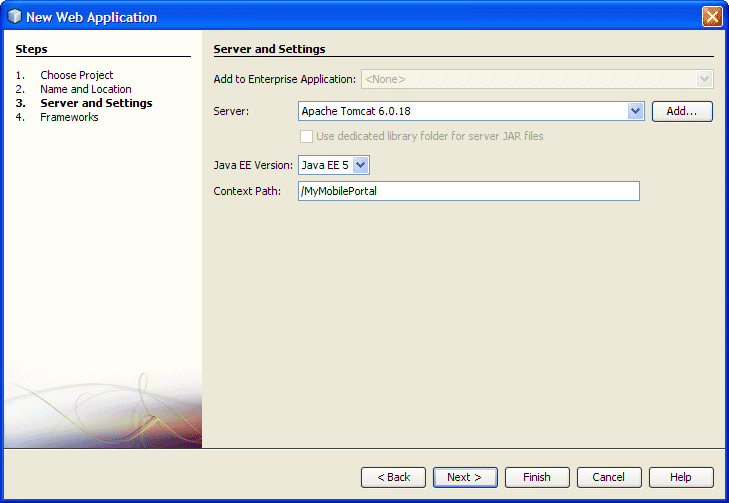 New Web Application
Steps
1. Choose Project
2. Name and Location
3. Server and Settings
4. Frameworks
Server and Settings
Add to Enterprise Application: <None>
Server: Apache Tomcat 6.0.18 Add...
Use dedicated library folder for server JAR files
Java EE Version: Java EE 5
Context Path: /MyMobilePortal
< Back Next > Finish Cancel Help